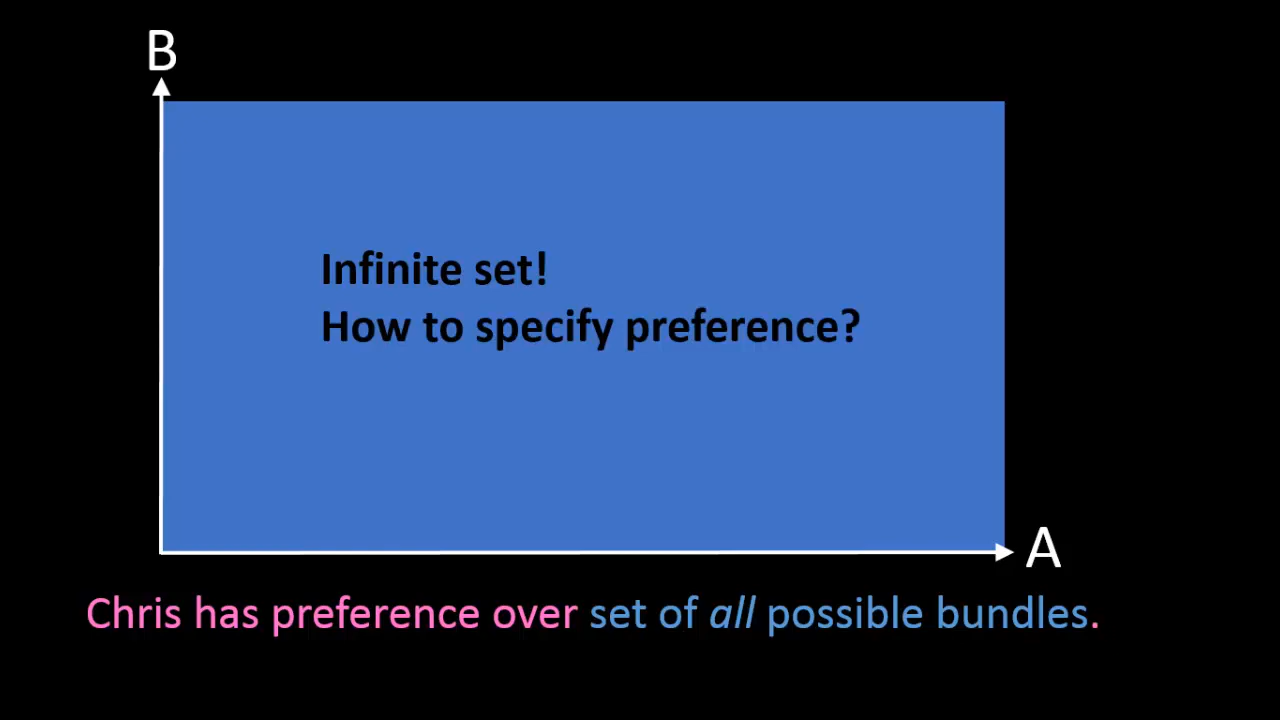 B
Infinite set!
How to specify preference?
A
Chris has preference over set of all possible bundles.